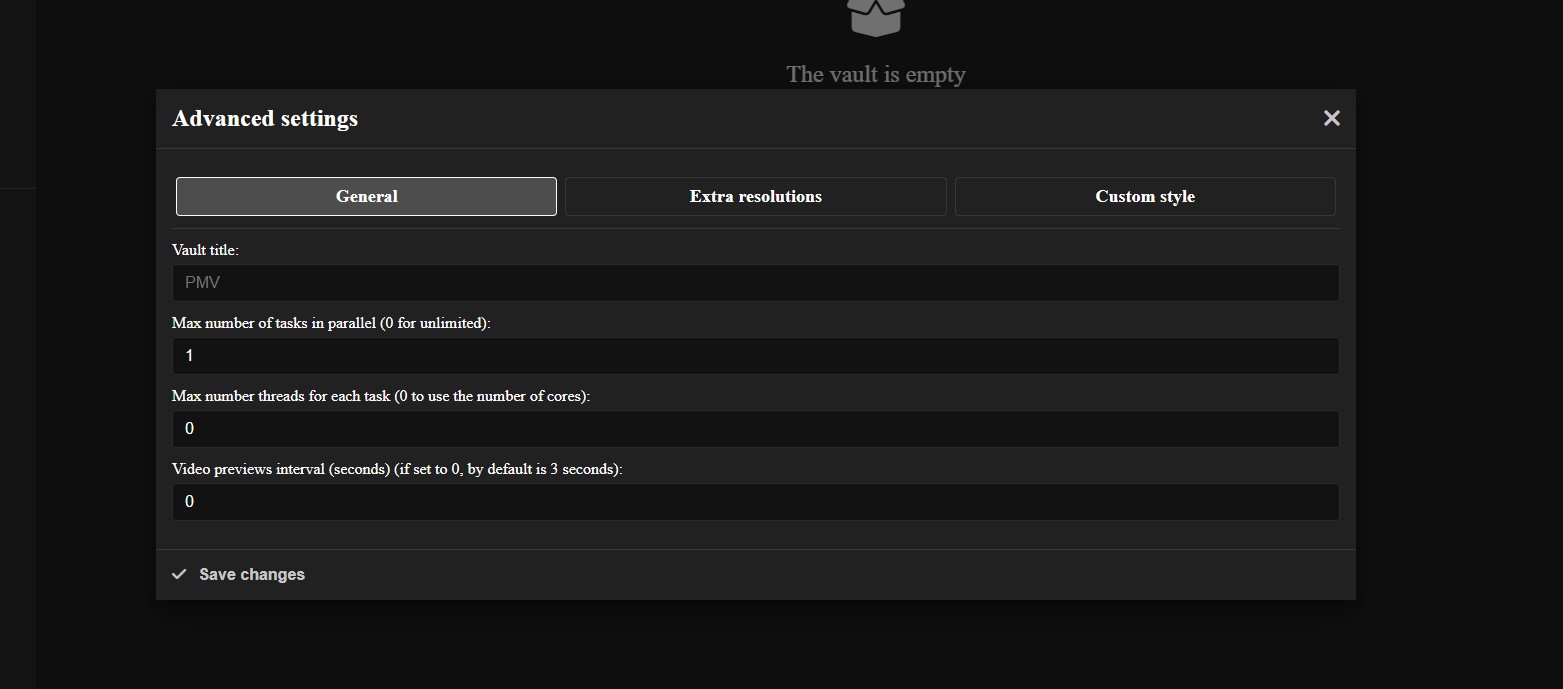 The vault is empty
Advanced settings
General
Extra resolutions
Custom style
Vault title:
PMV
Max number of tasks in parallel (0 for unlimited):
1
Max number threads for each task (0 to use the number of cores):
0
Video previews interval (seconds) (if set to 0, by default is 3 seconds):
0
Save changes